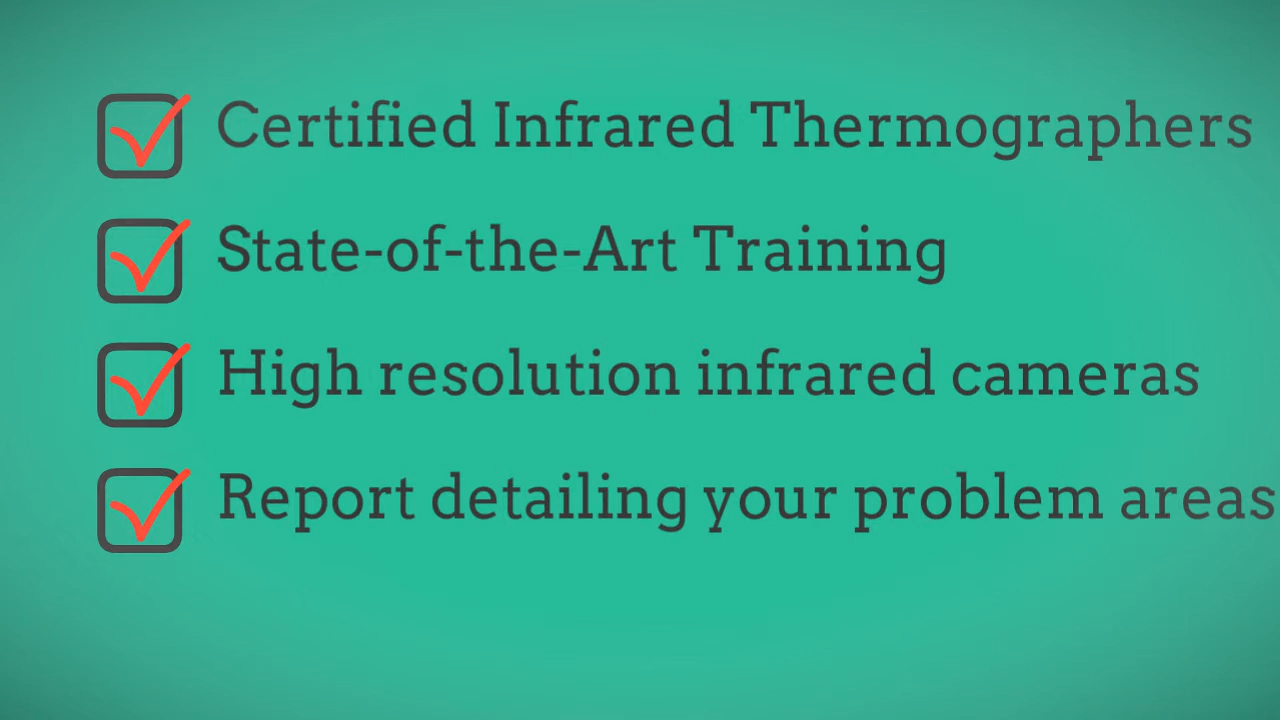 Certified Infrared Thermographers
State-of-the-Art Training
High resolution infrared cameras
Report detailing your problem areas